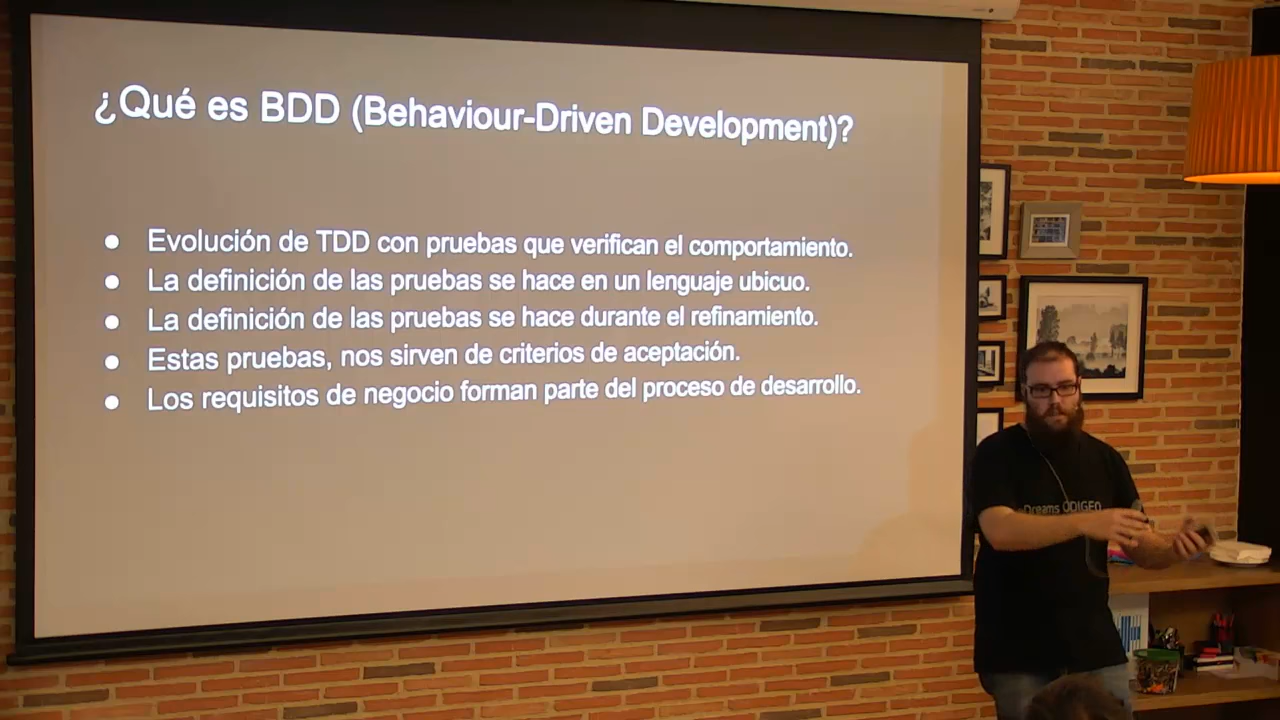 ¿Qué es BDD (Behaviour-Driven Development)?
● Evolución de TDD con pruebas que verifican el comportamiento.
● La definición de las pruebas se hace en un lenguaje ubicuo.
● La definición de las pruebas se hace durante el refinamiento.
● Estas pruebas, nos sirven de criterios de aceptación.
● Los requisitos de negocio forman parte del proceso de desarrollo.
Dreams ODIGEO